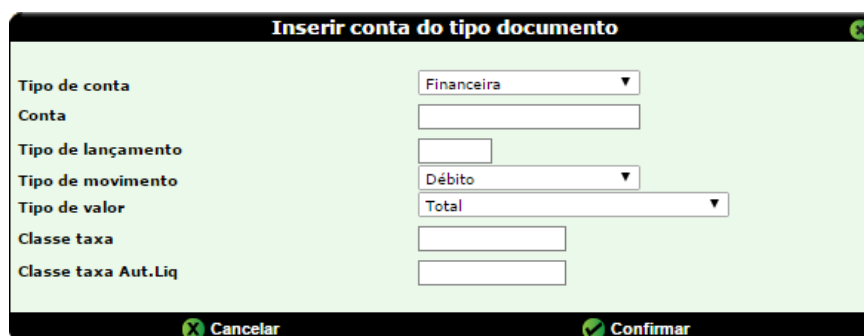 Inserir conta do tipo documento
Tipo de conta Financeira
Conta
Tipo de lançamento
Tipo de movimento Débito
Tipo de valor Total
Classe taxa
Classe taxa Aut.Liq
Cancelar Confirmar